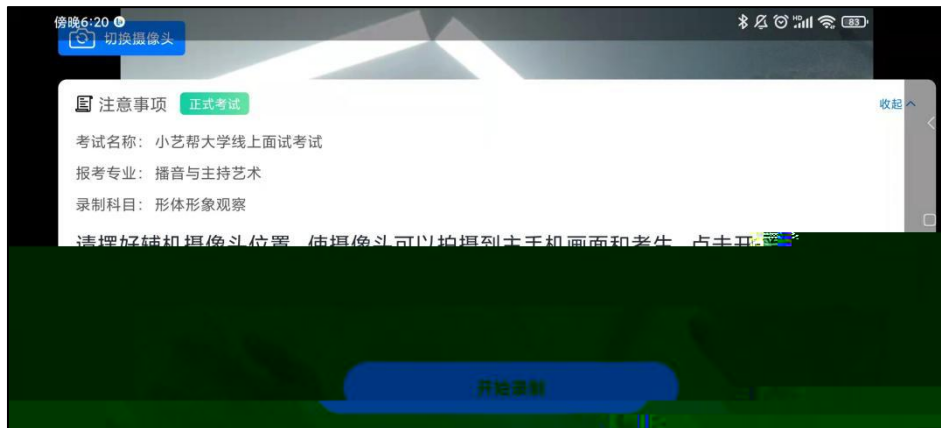 傍晚6:20
83
切换摄像头
注意事项 正式考试
收起
考试名称： 小艺帮大学线上面试考试
报考专业： 播音与主持艺术
录制科目： 形体形象观察
请摆好辅机摄像头位置，使摄像头可以拍摄到主手机画面和考生，点击开
开始录制